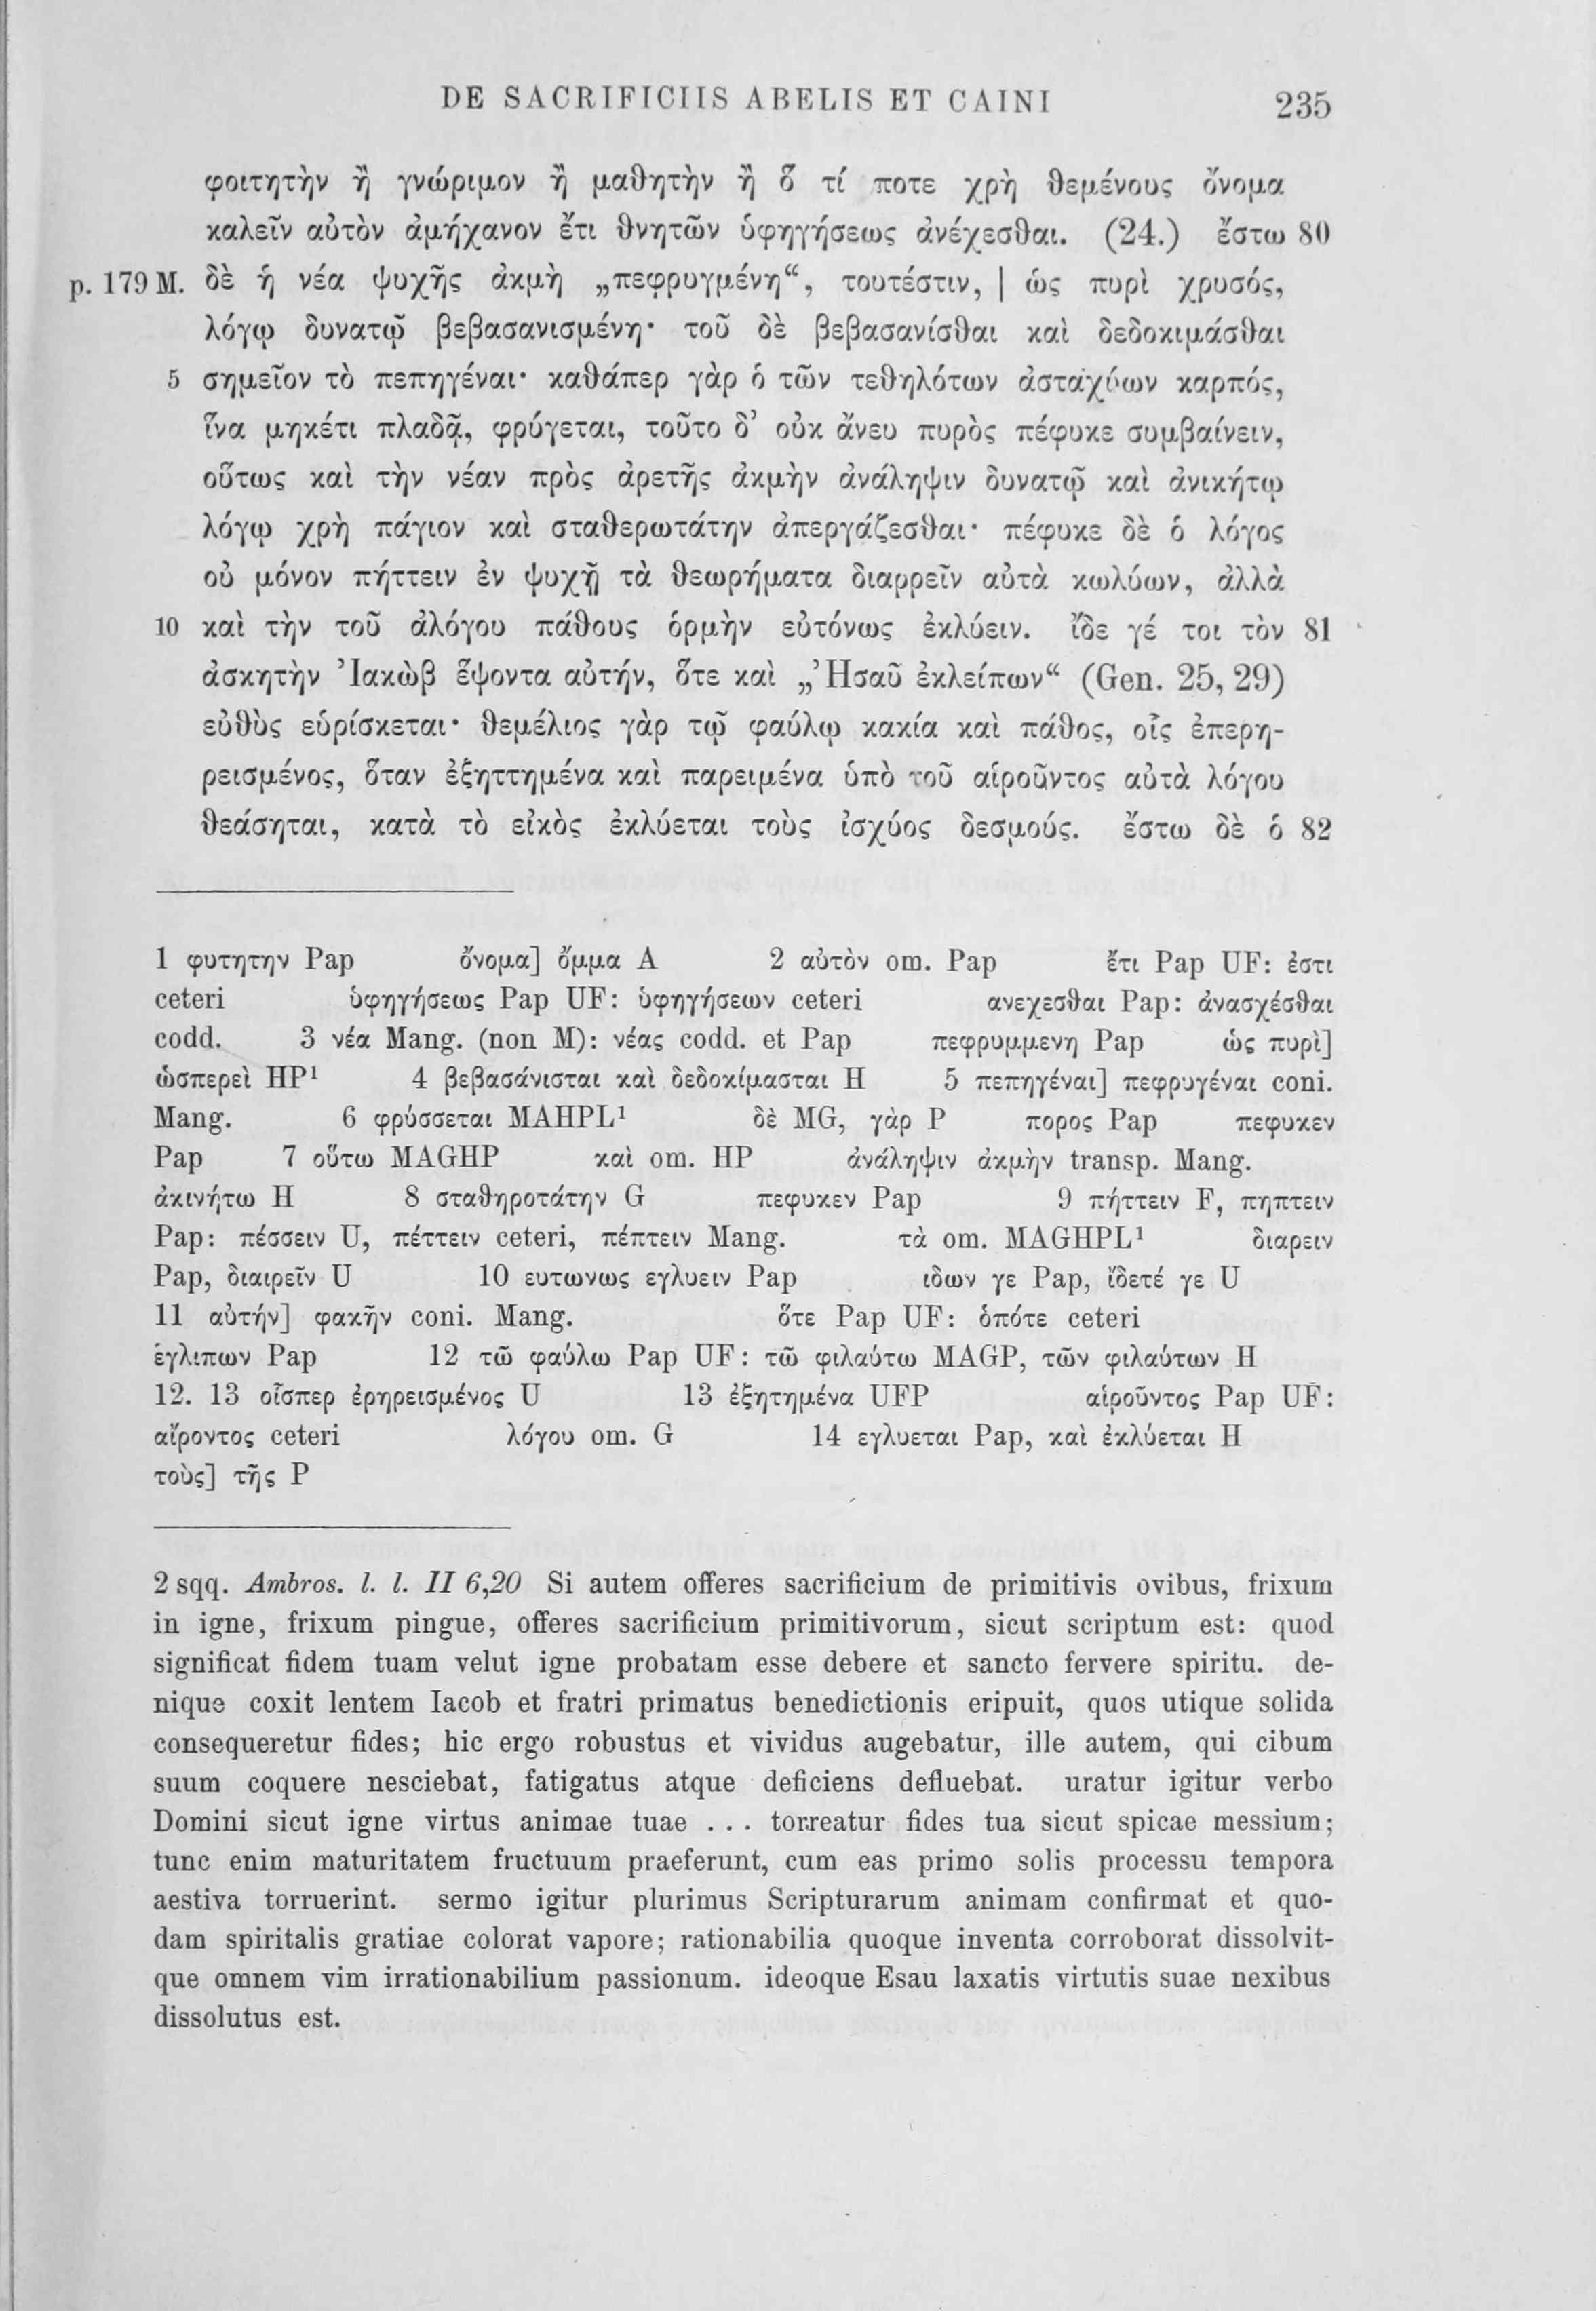 DE SACRIFICIIS ABELIS ET CAINI 235
φοιτητὴν ἢ γνώριμον ἢ μαθητὴν ἢ ὅ τί ποτε χρὴ θεμένους ὄνομα
καλεῖν αὐτὸν ἀμήχανον ἔτι θνητῶν ὑφηγήσεως ἀνέχεσθαι. (24.) ἔστω 80
p. 179 M. δὲ ἡ νέα ψυχῆς ἀκμὴ „πεφρυγμένη“, τουτέστιν, | ὡς πυρὶ χρυσός,
λόγῳ δυνατῷ βεβασανισμένη· τοῦ δὲ βεβασανίσθαι καὶ δεδοκιμάσθαι
5 σημεῖον τὸ πεπηγέναι· καθάπερ γὰρ ὁ τῶν τεθηλότων ἀσταχύων καρπός,
ἵνα μηκέτι πλαδᾷ, φρύγεται, τοῦτο δ’ οὐκ ἄνευ πυρὸς πέφυκε συμβαίνειν,
οὕτως καὶ τὴν νέαν πρὸς ἀρετῆς ἀκμὴν ἀνάληψιν δυνατῷ καὶ ἀνικήτῳ
λόγῳ χρὴ πάγιον καὶ σταθερωτάτην ἀπεργάζεσθαι· πέφυκε δὲ ὁ λόγος
οὐ μόνον πήττειν ἐν ψυχῇ τὰ θεωρήματα διαρρεῖν αὐτὰ κωλύων, ἀλλὰ
10 καὶ τὴν τοῦ ἀλόγου πάθους ὁρμὴν εὐτόνως ἐκλύειν. ἴδε γέ τοι τὸν 81
ἀσκητὴν Ἰακὼβ ἕψοντα αὐτήν, ὅτε καὶ „Ἠσαῦ ἐκλείπων“ (Gen. 25, 29)
εὐθὺς εὑρίσκεται· θεμέλιος γὰρ τῷ φαύλῳ κακία καὶ πάθος, οἷς ἐπερη-
ρεισμένος, ὅταν ἐξηττημένα καὶ παρειμένα ὑπὸ τοῦ αἱροῦντος αὐτὰ λόγου
θεάσηται, κατὰ τὸ εἰκὸς ἐκλύεται τοὺς ἰσχύος δεσμούς. ἔστω δὲ ὁ 82
1 φυτητην Pap ὄνομα] ὄμμα A 2 αὐτὸν om. Pap ἔτι Pap UF: ἐστι
ceteri ὑφηγήσεως Pap UF: ὑφηγήσεων ceteri ανεχεσθαι Pap: ἀνασχέσθαι
codd. 3 νέα Mang. (non M): νέας codd. et Pap πεφρυμμενη Pap ὡς πυρὶ]
ὡσπερεὶ HP¹ 4 βεβασάνισται καὶ δεδοκίμασται H 5 πεπηγέναι] πεφρυγέναι coni.
Mang. 6 φρύσσεται MAHPL¹ δὲ MG, γὰρ P πορος Pap πεφυκεν
Pap 7 οὕτω MAGHP καὶ om. HP ἀνάληψιν ἀκμὴν transp. Mang.
ἀκινήτω H 8 σταθηροτάτην G πεφυκεν Pap 9 πήττειν F, πηπτειν
Pap: πέσσειν U, πέττειν ceteri, πέπτειν Mang. τὰ om. MAGHPL¹ διαρειν
Pap, διαιρεῖν U 10 ευτωνως εγλυειν Pap ιδων γε Pap, ἴδετέ γε U
11 αὐτήν] φακῆν coni. Mang. ὅτε Pap UF: ὁπότε ceteri
έγλιπων Pap 12 τῶ φαύλω Pap UF: τῶ φιλαύτω MAGP, τῶν φιλαύτων H
12. 13 οἷσπερ ἐρηρεισμένος U 13 ἐξητημένα UFP αἱροῦντος Pap UF:
αἴροντος ceteri λόγου om. G 14 εγλυεται Pap, καὶ ἐκλύεται H
τοὺς] τῆς P
2 sqq. Ambros. l. l. II 6,20 Si autem offeres sacrificium de primitivis ovibus, frixum
in igne, frixum pingue, offeres sacrificium primitivorum, sicut scriptum est: quod
significat fidem tuam velut igne probatam esse debere et sancto fervere spiritu. de-
nique coxit lentem Iacob et fratri primatus benedictionis eripuit, quos utique solida
consequeretur fides; hic ergo robustus et vividus augebatur, ille autem, qui cibum
suum coquere nesciebat, fatigatus atque deficiens defluebat. uratur igitur verbo
Domini sicut igne virtus animae tuae . . . torreatur fides tua sicut spicae messium;
tunc enim maturitatem fructuum praeferunt, cum eas primo solis processu tempora
aestiva torruerint. sermo igitur plurimus Scripturarum animam confirmat et quo-
dam spiritalis gratiae colorat vapore; rationabilia quoque inventa corroborat dissolvit-
que omnem vim irrationabilium passionum. ideoque Esau laxatis virtutis suae nexibus
dissolutus est.